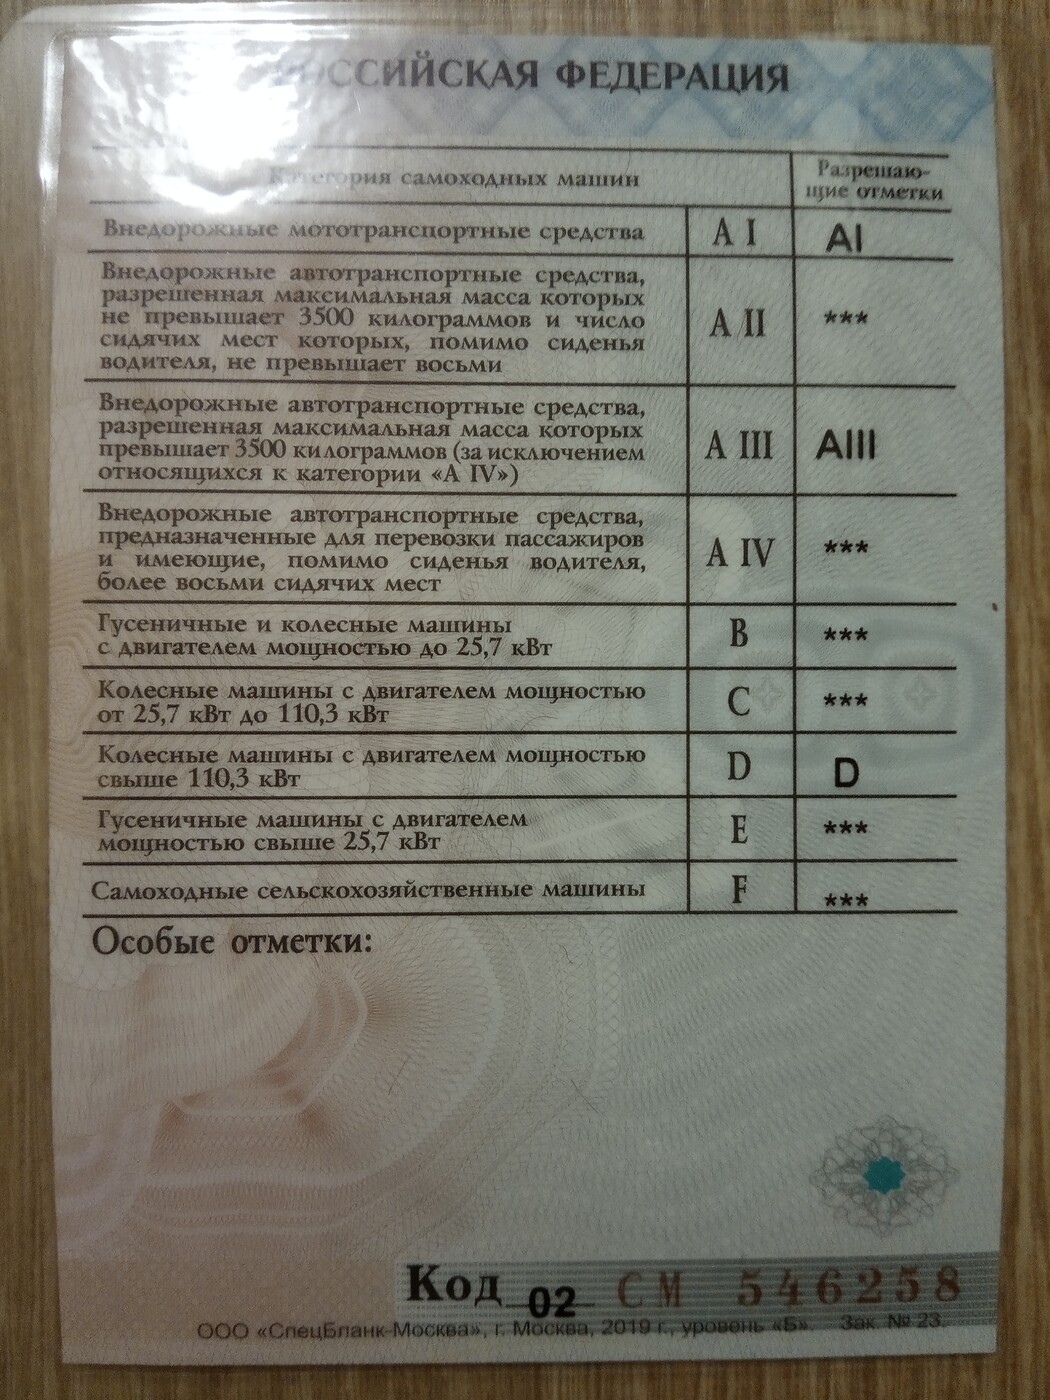 РОССИЙСКАЯ ФЕДЕРАЦИЯ
Категория самоходных машин
Разрешаю-
щие отметки
Внедорожные мототранспортные средства
A I
AI
Внедорожные автотранспортные средства,
разрешенная максимальная масса которых
не превышает 3500 килограммов и число
сидячих мест которых, помимо сиденья
водителя, не превышает восьми
A II
***
Внедорожные автотранспортные средства,
разрешенная максимальная масса которых
превышает 3500 килограммов (за исключением
относящихся к категории «A IV»)
A III
AIII
Внедорожные автотранспортные средства,
предназначенные для перевозки пассажиров
и имеющие, помимо сиденья водителя,
более восьми сидячих мест
A IV
***
Гусеничные и колесные машины
с двигателем мощностью до 25,7 кВт
B
***
Колесные машины с двигателем мощностью
от 25,7 кВт до 110,3 кВт
C
***
Колесные машины с двигателем мощностью
свыше 110,3 кВт
D
D
Гусеничные машины с двигателем
мощностью свыше 25,7 кВт
E
***
Самоходные сельскохозяйственные машины
F
***
Особые отметки:
Код 02 СМ 546258
ООО «СпецБланк-Москва», г. Москва, 2019 г., уровень «Б». Зак. № 23.